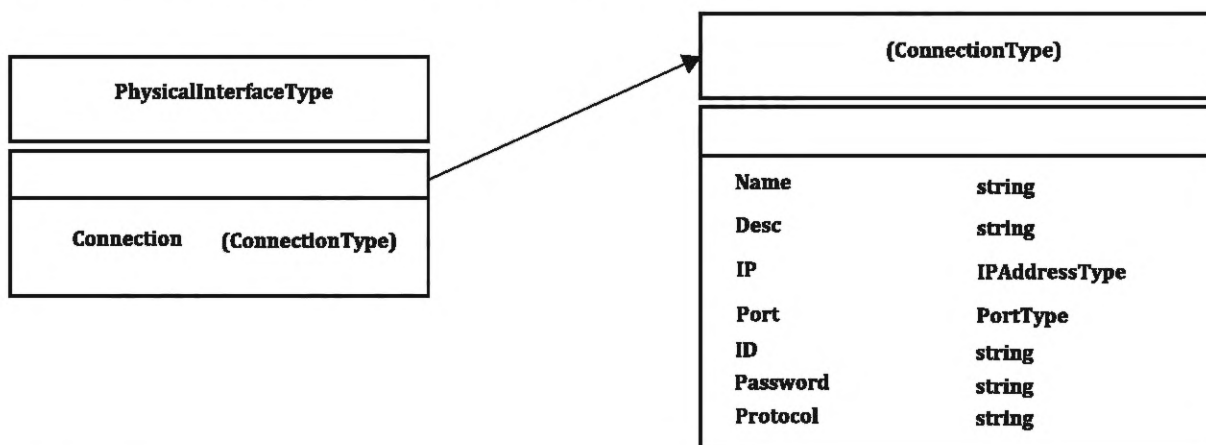 PhysicalInterfaceType
Connection (ConnectionType)
(ConnectionType)
Name string
Desc string
IP IPAddressType
Port PortType
ID string
Password string
Protocol string